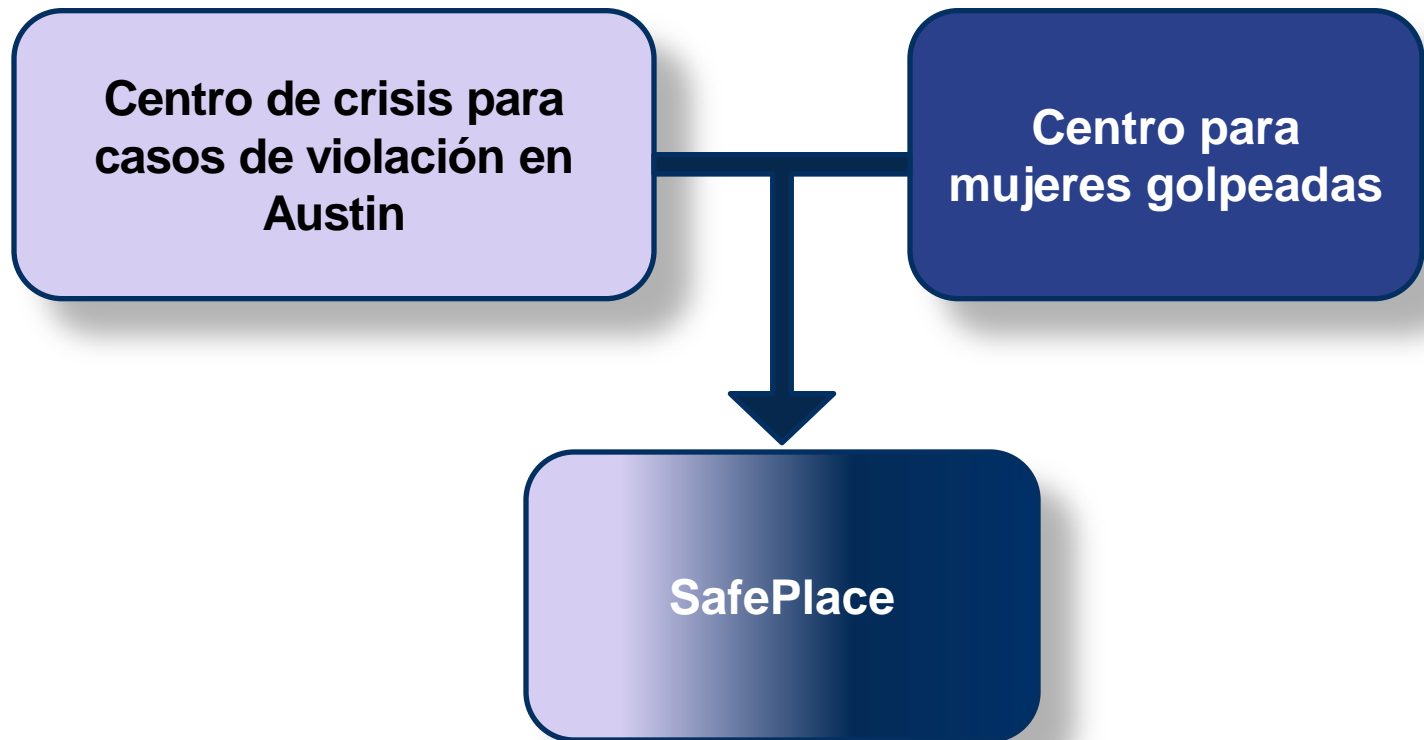 Centro de crisis para
casos de violación en
Austin
Centro para
mujeres golpeadas
SafePlace